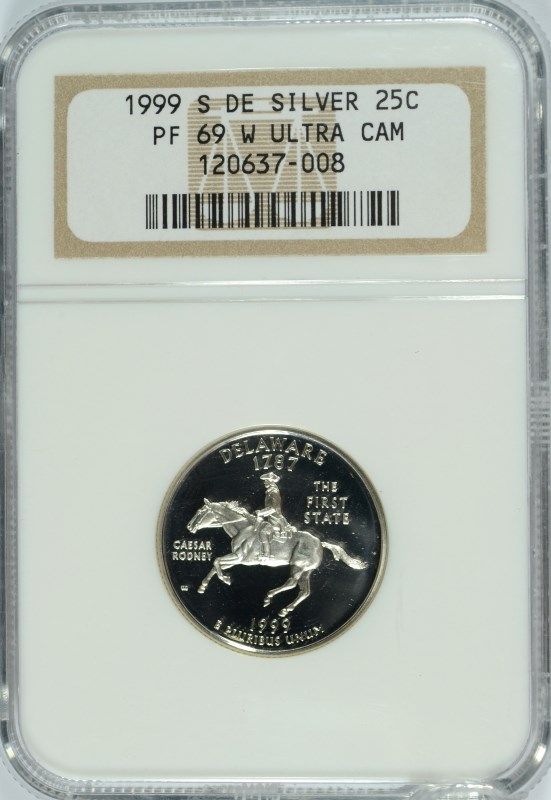 1999 S DE SILVER 25C
PF 69 W ULTRA CAM
120637-008
DELAWARE
1787
THE
FIRST
STATE
CAESAR
RODNEY
1999
E PLURIBUS UNUM